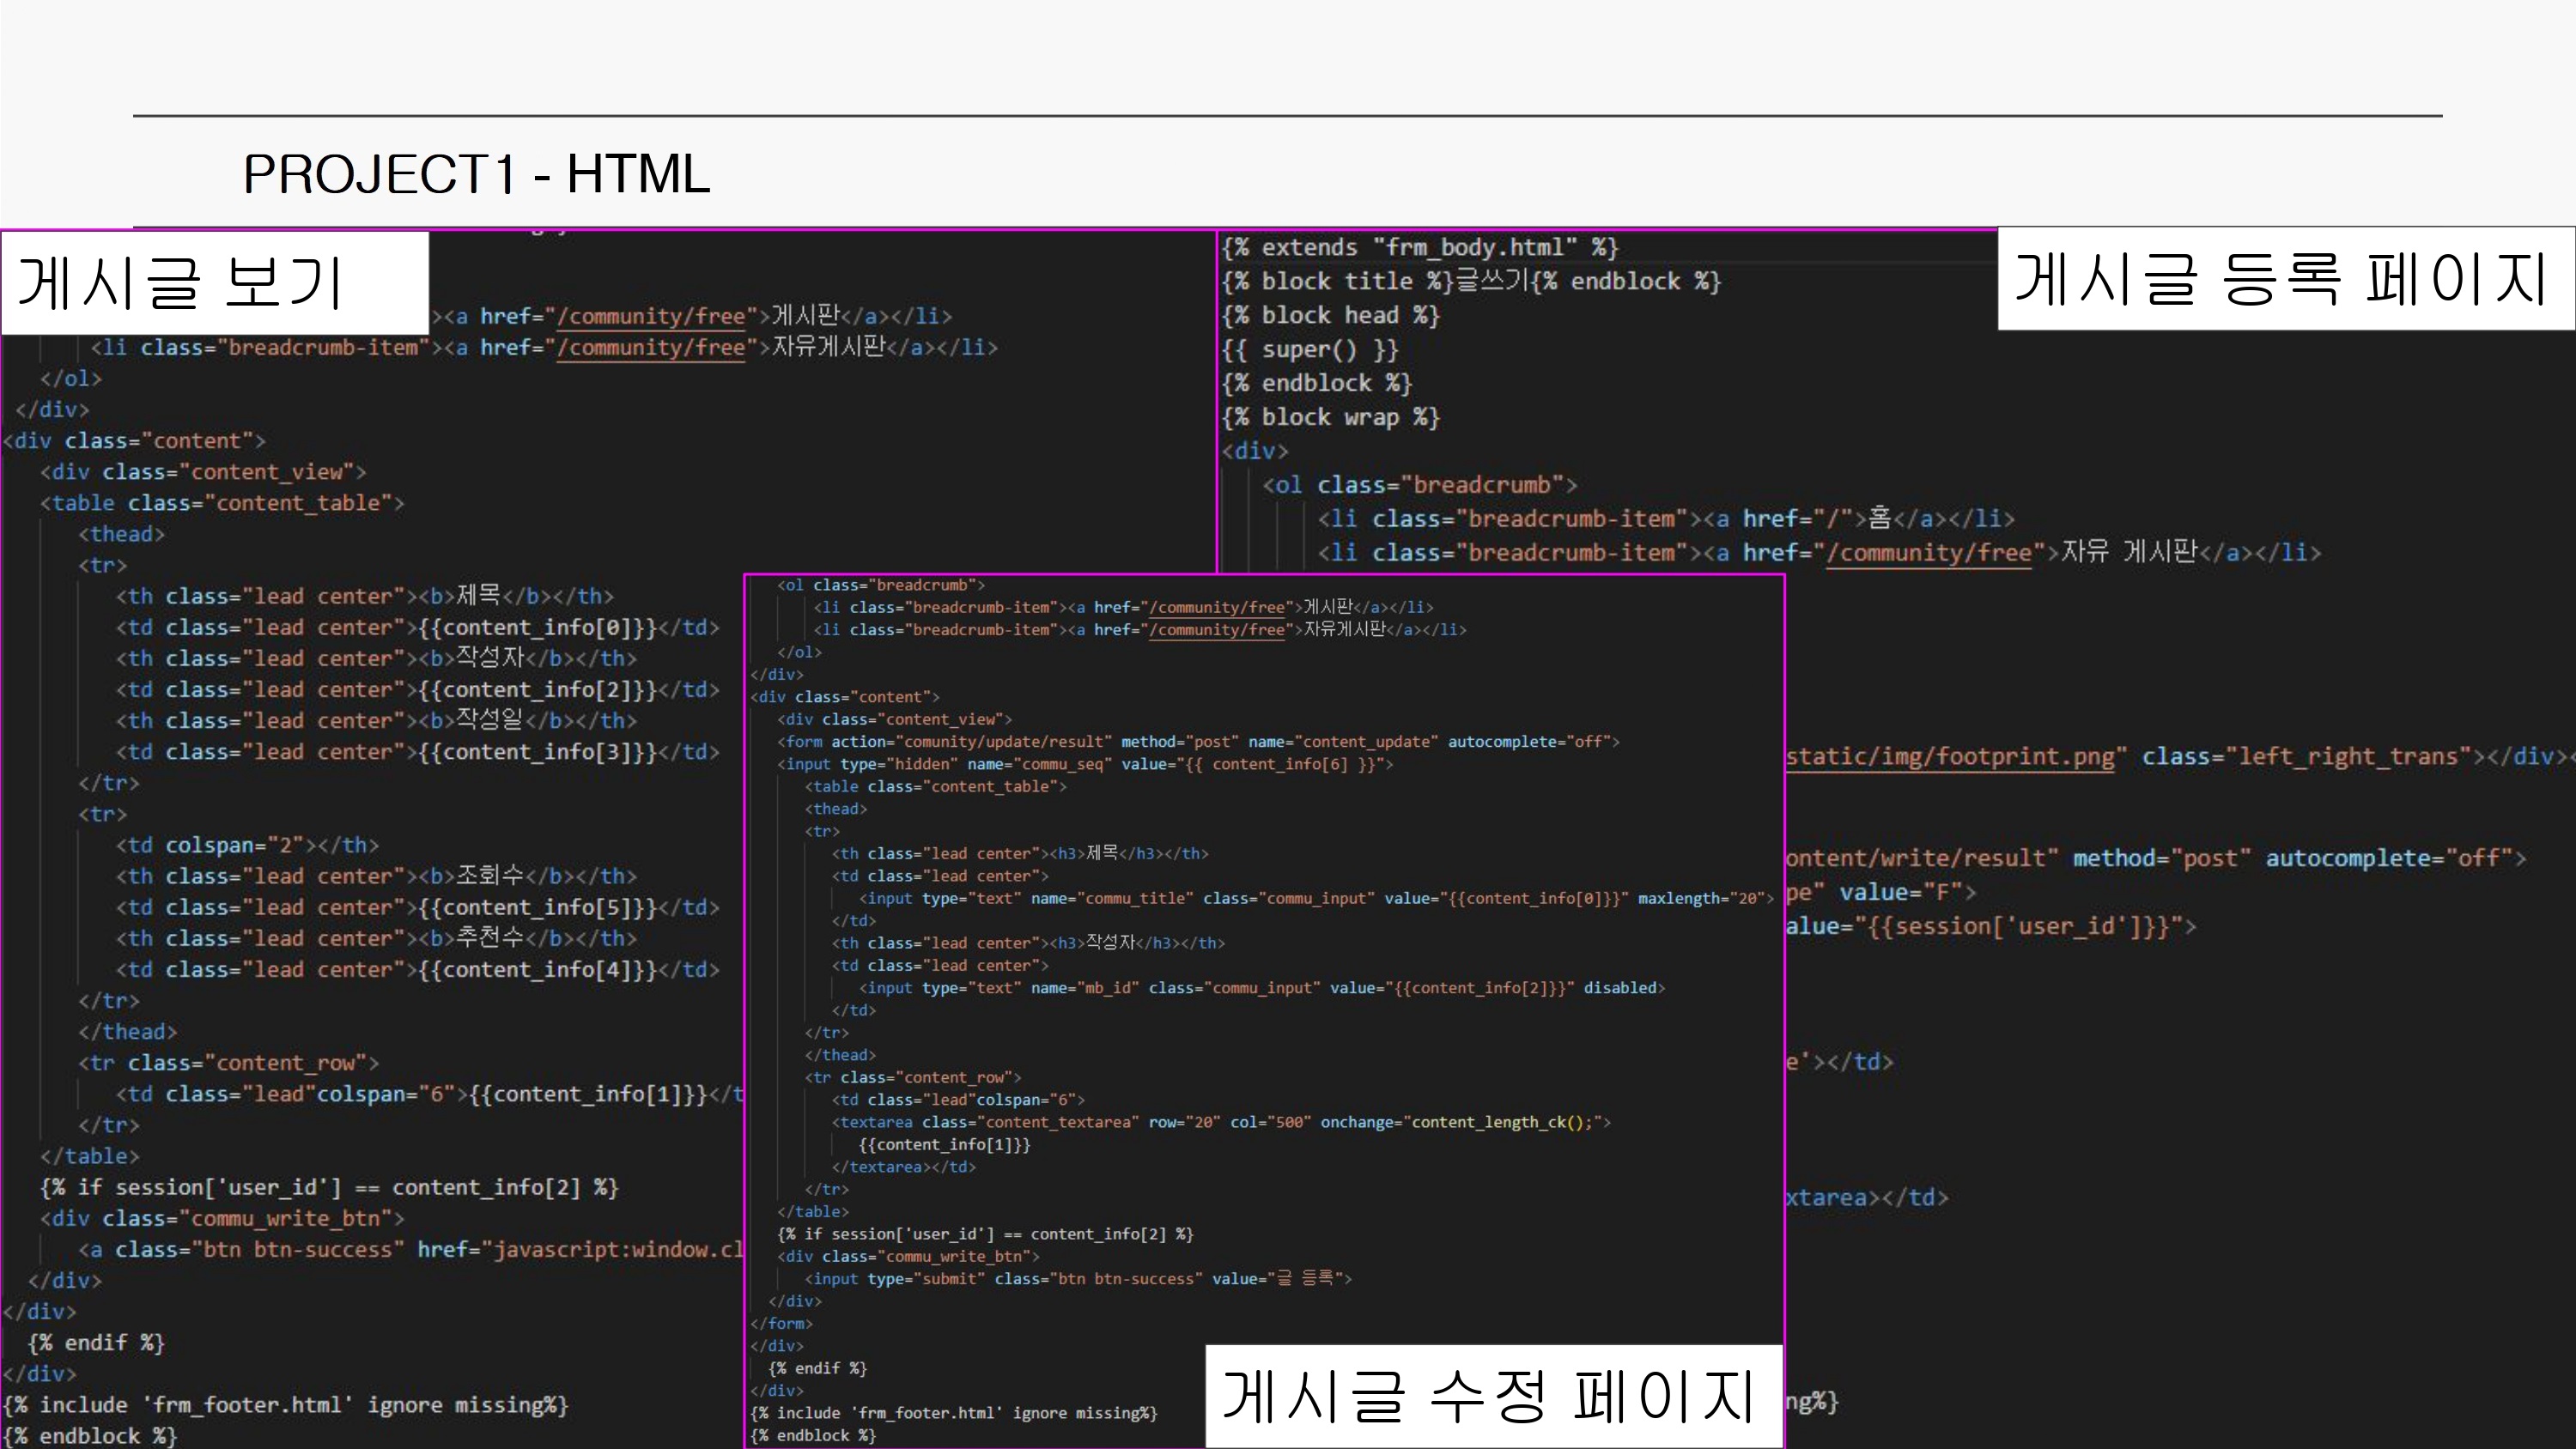 PROJECT1 - HTML
게시글 보기
><a href="/community/free">게시판</a></li>
<li class="breadcrumb-item"><a href="/community/free">자유게시판</a></li>
</ol>
</div>
<div class="content">
<div class="content_view">
<table class="content_table">
<thead>
<tr>
<th class="lead center"><b>제목</b></th>
<td class="lead center">{{content_info[0]}}</td>
<th class="lead center"><b>작성자</b></th>
<td class="lead center">{{content_info[2]}}</td>
<th class="lead center"><b>작성일</b></th>
<td class="lead center">{{content_info[3]}}</td>
</tr>
<tr>
<td colspan="2"></th>
<th class="lead center"><b>조회수</b></th>
<td class="lead center">{{content_info[5]}}</td>
<th class="lead center"><b>추천수</b></th>
<td class="lead center">{{content_info[4]}}</td>
</tr>
</thead>
<tr class="content_row">
<td class="lead"colspan="6">{{content_info[1]}}</t
</tr>
</table>
{% if session['user_id'] == content_info[2] %}
<div class="commu_write_btn">
<a class="btn btn-success" href="javascript:window.cl
</div>
</div>
{% endif %}
</div>
{% include 'frm_footer.html' ignore missing%}
{% endblock %}
게시글 등록 페이지
{% extends "frm_body.html" %}
{% block title %}글쓰기{% endblock %}
{% block head %}
{{ super() }}
{% endblock %}
{% block wrap %}
<div>
<ol class="breadcrumb">
<li class="breadcrumb-item"><a href="/">홈</a></li>
<li class="breadcrumb-item"><a href="/community/free">자유 게시판</a></li>
static/img/footprint.png" class="left_right_trans"></div><
ontent/write/result" method="post" autocomplete="off">
pe" value="F">
alue="{{session['user_id']}}">
e'></td>
xtarea></td>
ng%}
<ol class="breadcrumb">
<li class="breadcrumb-item"><a href="/community/free">게시판</a></li>
<li class="breadcrumb-item"><a href="/community/free">자유게시판</a></li>
</ol>
</div>
<div class="content">
<div class="content_view">
<form action="comunity/update/result" method="post" name="content_update" autocomplete="off">
<input type="hidden" name="commu_seq" value="{{ content_info[6] }}">
<table class="content_table">
<thead>
<tr>
<th class="lead center"><h3>제목</h3></th>
<td class="lead center">
<input type="text" name="commu_title" class="commu_input" value="{{content_info[0]}}" maxlength="20">
</td>
<th class="lead center"><h3>작성자</h3></th>
<td class="lead center">
<input type="text" name="mb_id" class="commu_input" value="{{content_info[2]}}" disabled>
</td>
</tr>
</thead>
<tr class="content_row">
<td class="lead"colspan="6">
<textarea class="content_textarea" row="20" col="500" onchange="content_length_ck();">
{{content_info[1]}}
</textarea></td>
</tr>
</table>
{% if session['user_id'] == content_info[2] %}
<div class="commu_write_btn">
<input type="submit" class="btn btn-success" value="글 등록">
</div>
</form>
</div>
{% endif %}
</div>
{% include 'frm_footer.html' ignore missing%}
{% endblock %}
게시글 수정 페이지